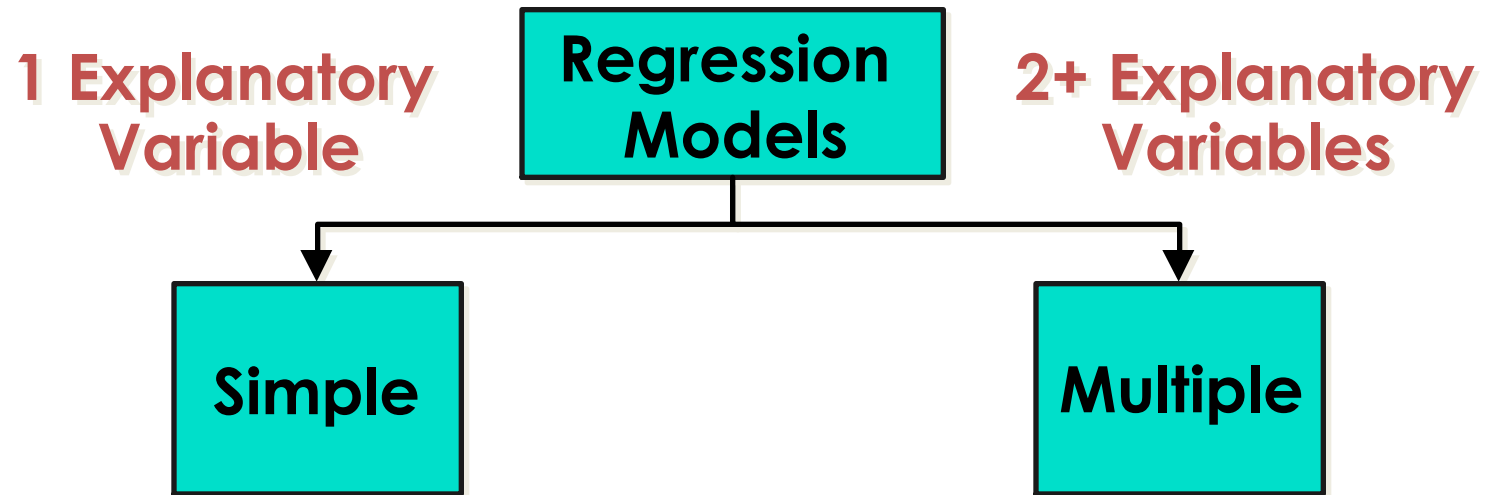 1 Explanatory
Variable
Regression
Models
2+ Explanatory
Variables
Simple
Multiple